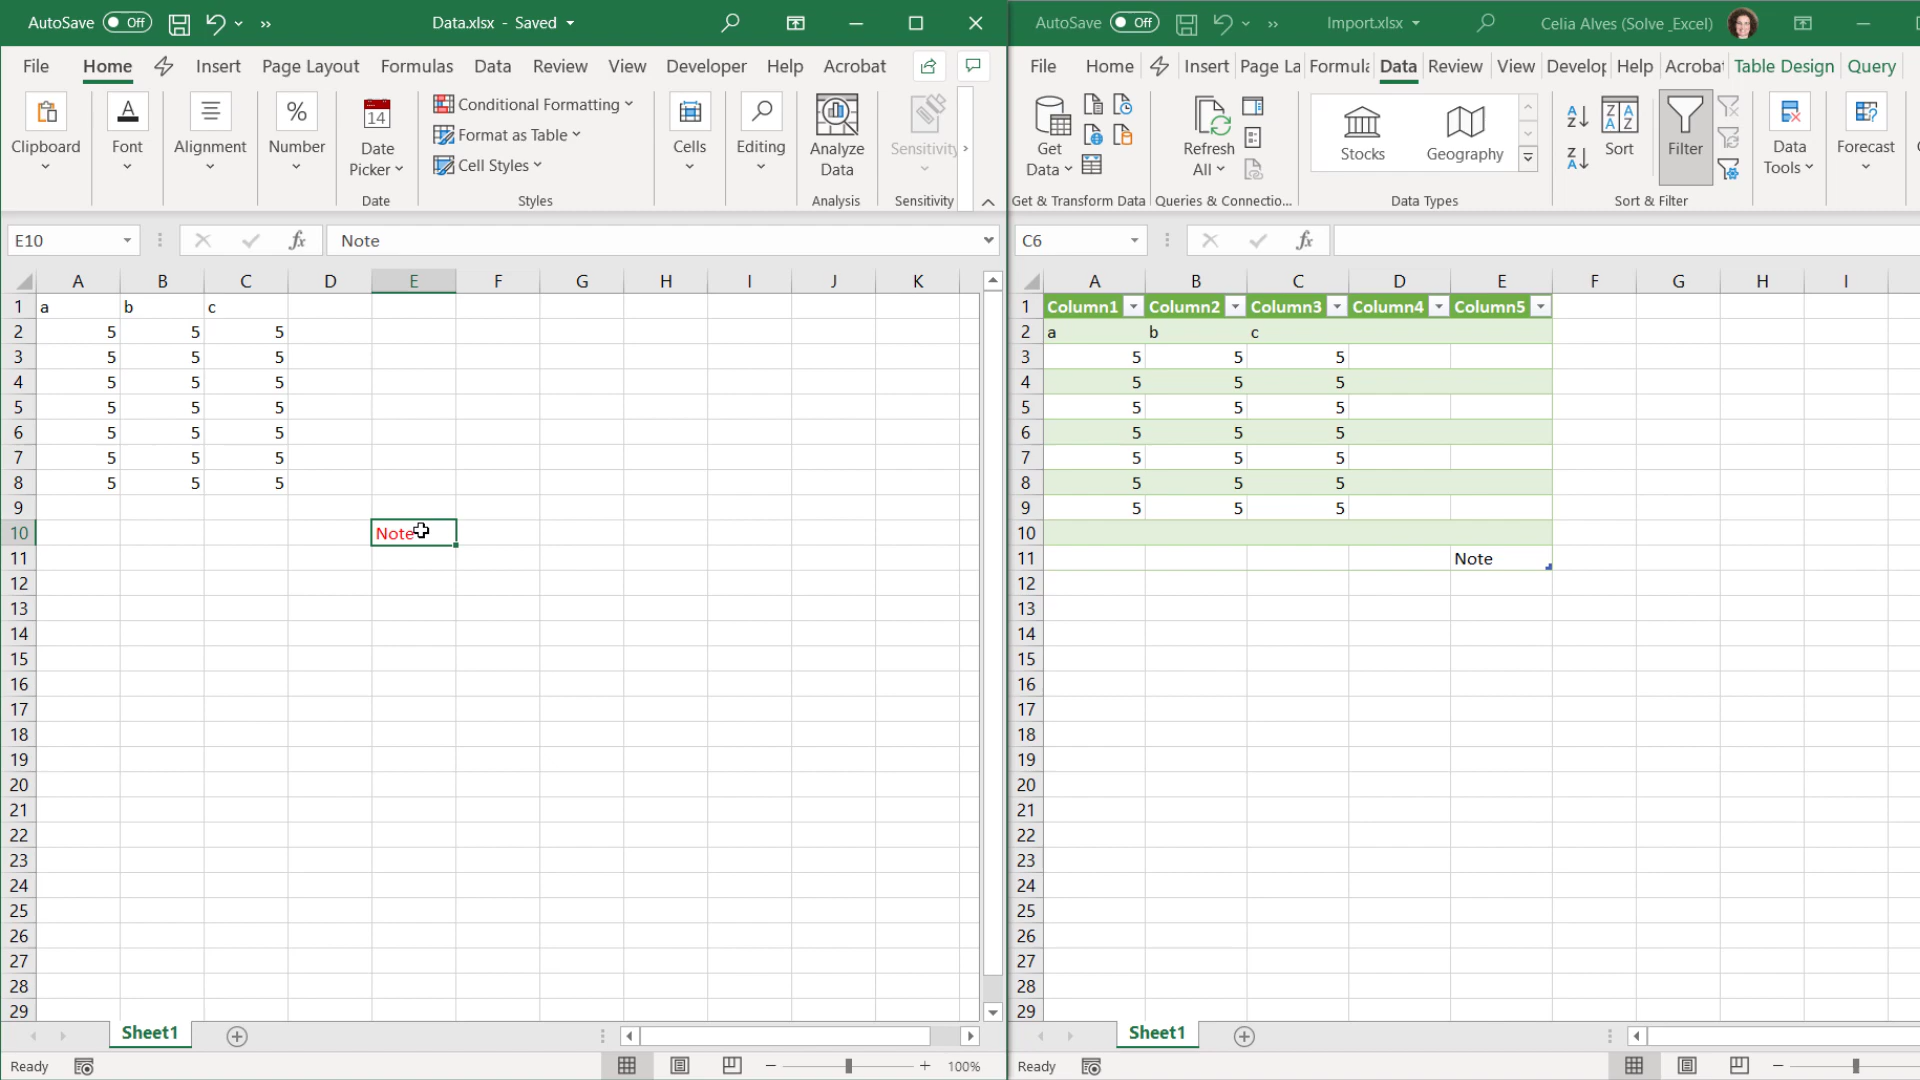 AutoSave Off Data.xlsx - Saved
File Home Insert Page Layout Formulas Data Review View Developer Help Acrobat
Clipboard
Font
Alignment
Number
14
Date
Picker
Date
Conditional Formatting
Format as Table
Cell Styles
Styles
Cells
Editing
Analyze
Data
Analysis
Sensitivity
Sensitivity
E10 fx Note
A B C D E F G H I J K
1 a b c
2 5 5 5
3 5 5 5
4 5 5 5
5 5 5 5
6 5 5 5
7 5 5 5
8 5 5 5
9
10 Note
11
12
13
14
15
16
17
18
19
20
21
22
23
24
25
26
27
28
29
Sheet1
Ready 100%
AutoSave Off Import.xlsx Celia Alves (Solve _Excel)
File Home Insert Page La Formula Data Review View Develop Help Acrobat Table Design Query
Get
Data
Get & Transform Data
Refresh
All
Queries & Connectio...
Stocks
Geography
Data Types
Sort
Filter
Sort & Filter
Data
Tools
Forecast
C6 fx
A B C D E F G H I
1 Column1 Column2 Column3 Column4 Column5
2 a b c
3 5 5 5
4 5 5 5
5 5 5 5
6 5 5 5
7 5 5 5
8 5 5 5
9 5 5 5
10
11 Note
12
13
14
15
16
17
18
19
20
21
22
23
24
25
26
27
28
29
Sheet1
Ready